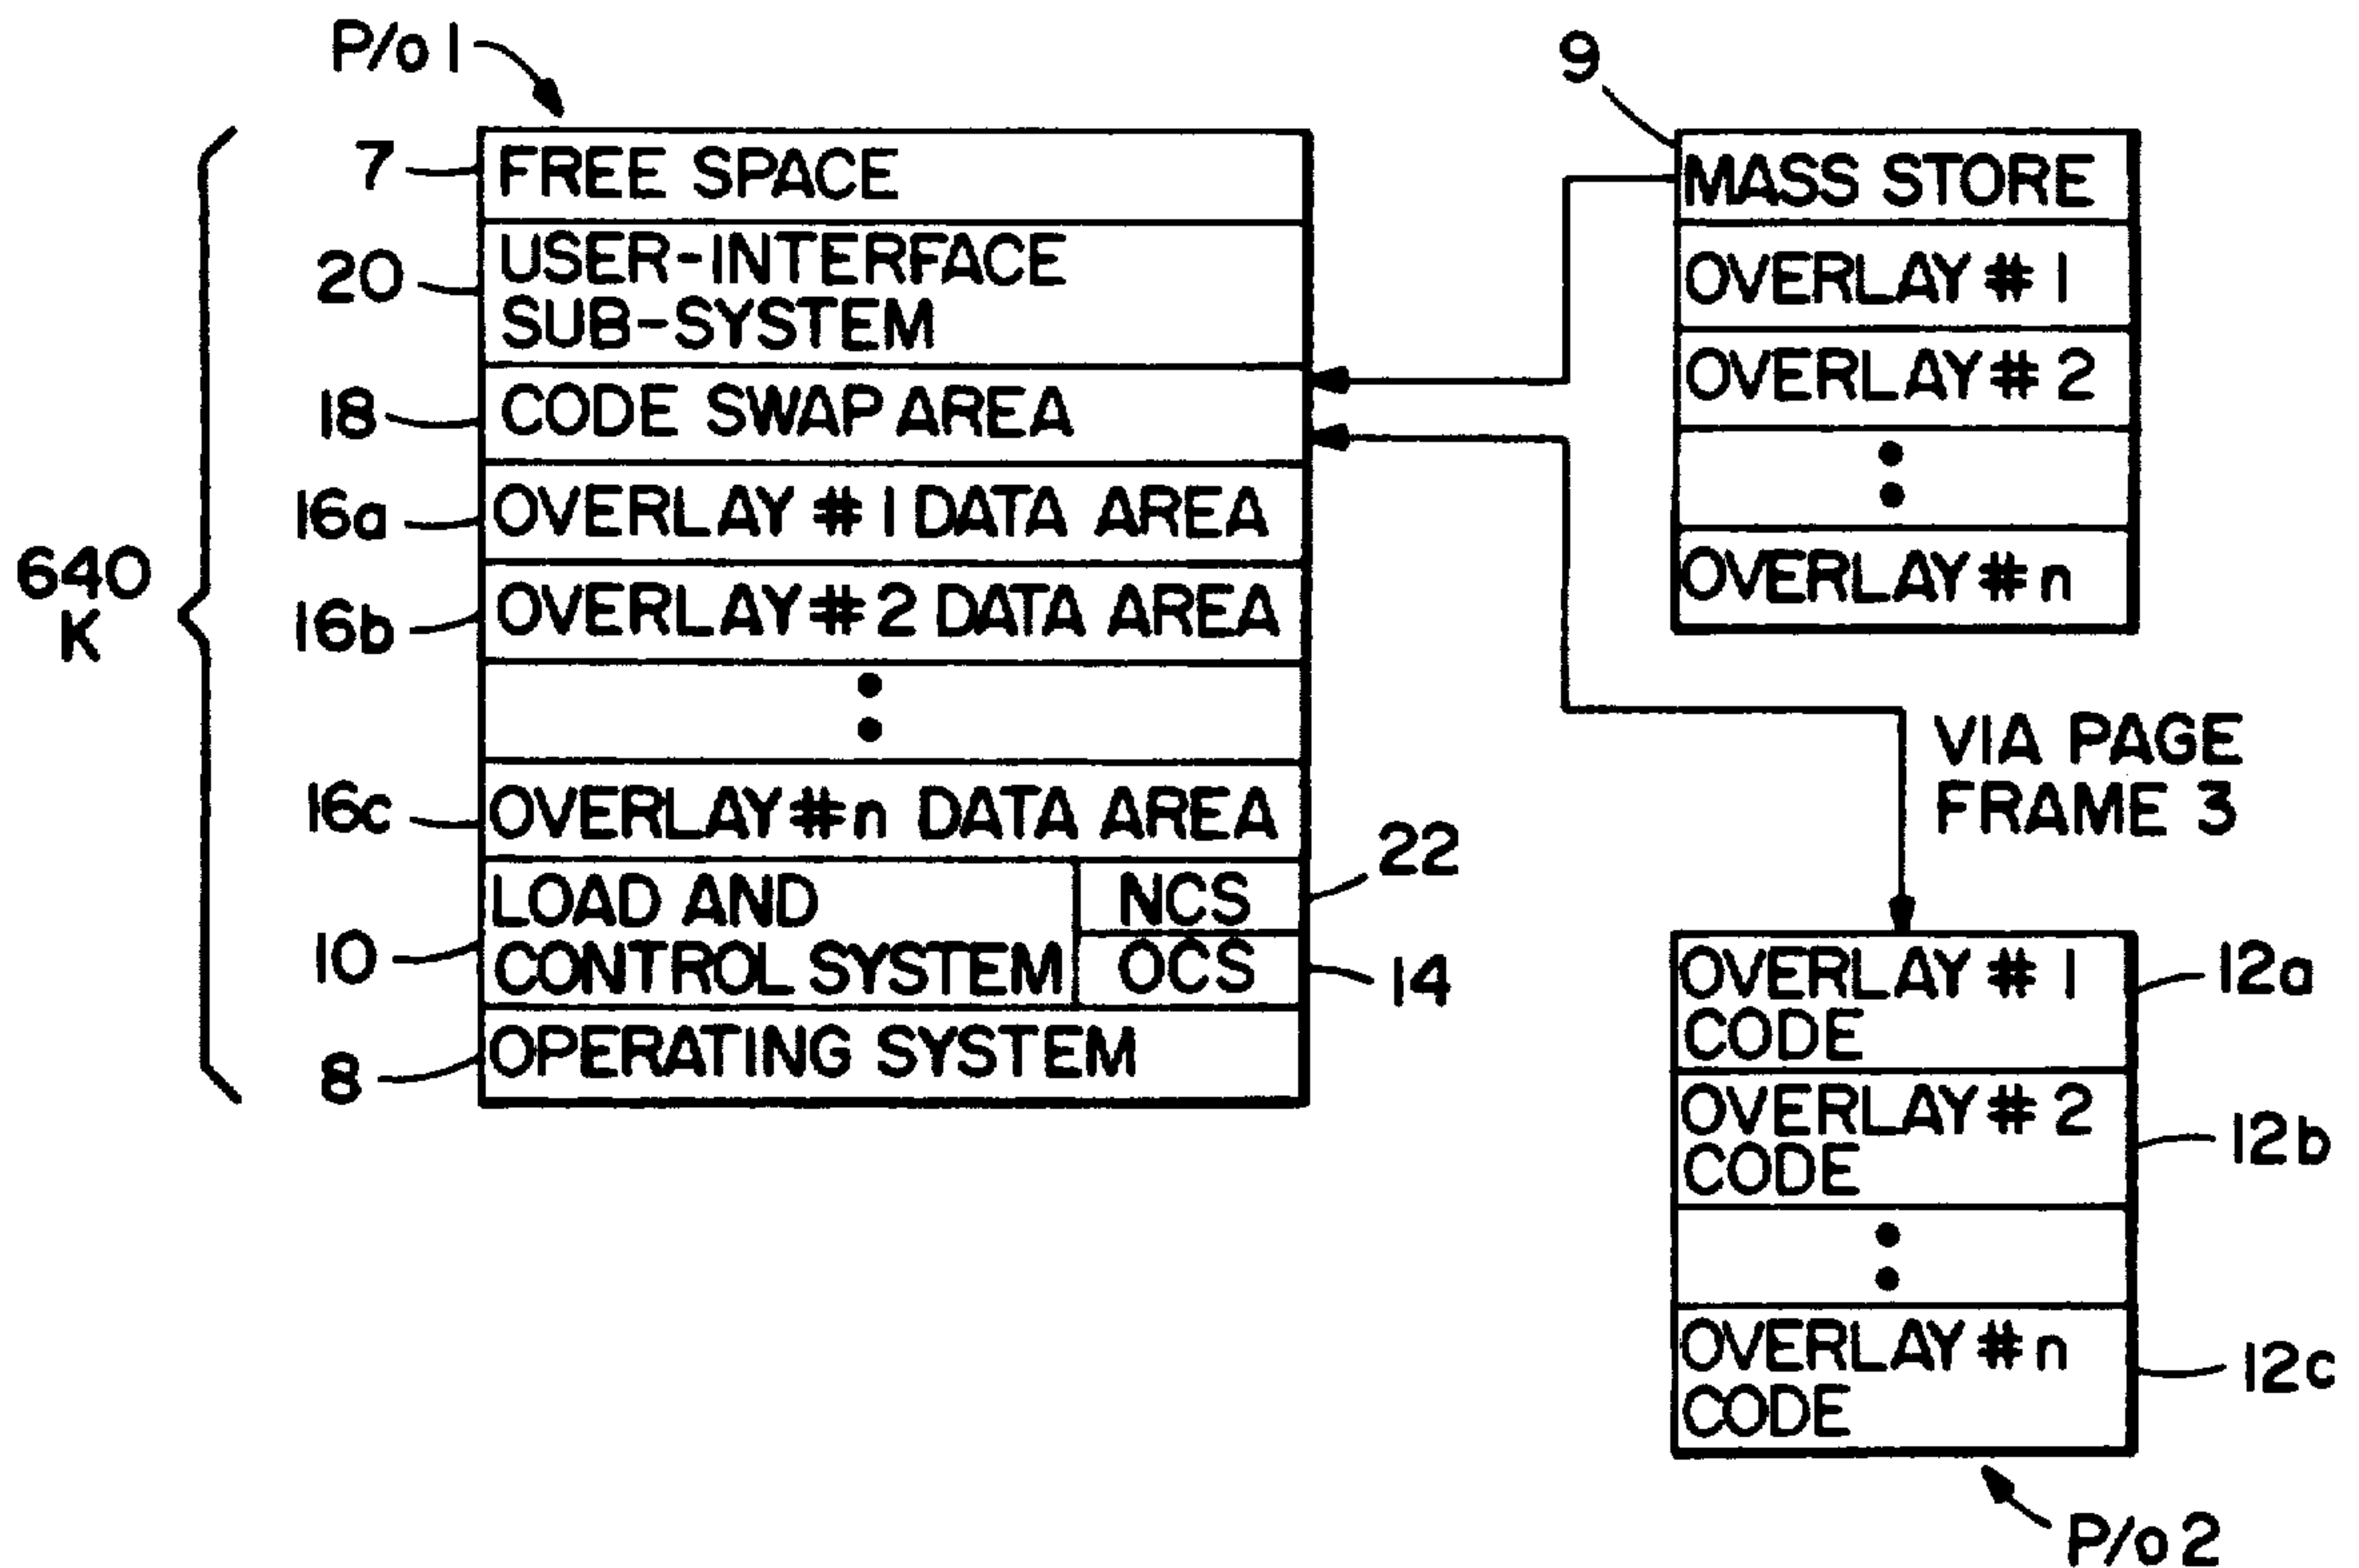 P/o 1
640
K
7
FREE SPACE
20
USER-INTERFACE
SUB-SYSTEM
18
CODE SWAP AREA
16a
OVERLAY # 1 DATA AREA
16b
OVERLAY # 2 DATA AREA
16c
OVERLAY #n DATA AREA
10
LOAD AND
CONTROL SYSTEM
NCS
22
OCS
14
8
OPERATING SYSTEM
9
MASS STORE
OVERLAY # 1
OVERLAY # 2
OVERLAY #n
VIA PAGE
FRAME 3
OVERLAY # 1
CODE
12a
OVERLAY # 2
CODE
12b
OVERLAY #n
CODE
12c
P/o 2